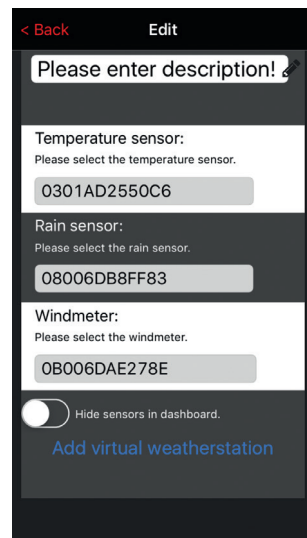 < Back Edit
Please enter description!
Temperature sensor:
Please select the temperature sensor.
0301AD2550C6
Rain sensor:
Please select the rain sensor.
08006DB8FF83
Windmeter:
Please select the windmeter.
0B006DAE278E
Hide sensors in dashboard.
Add virtual weatherstation